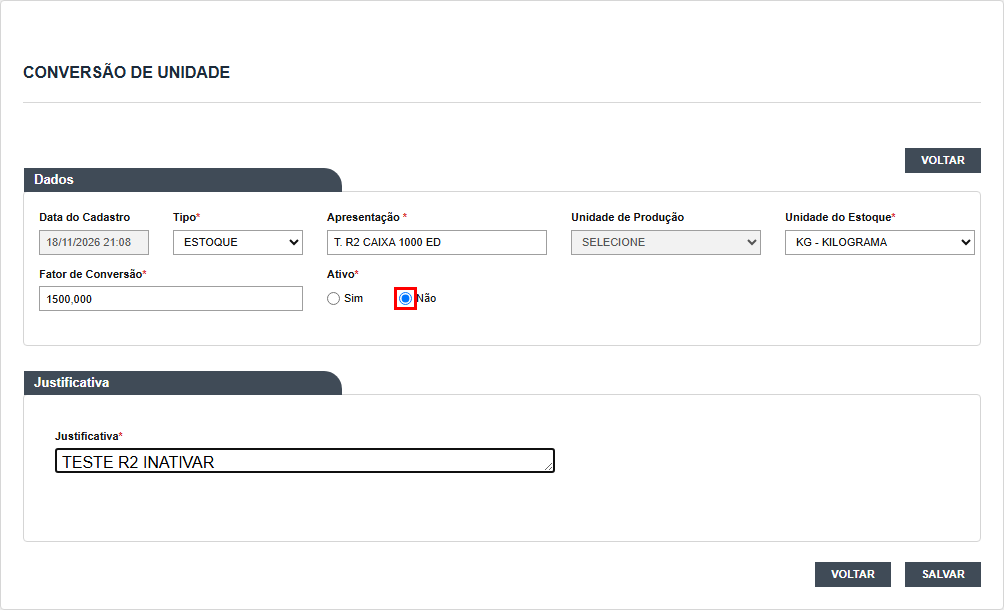 CONVERSÃO DE UNIDADE
VOLTAR
Dados
Data do Cadastro Tipo* Apresentação * Unidade de Produção Unidade do Estoque*
18/11/2026 21:08 ESTOQUE T. R2 CAIXA 1000 ED SELECIONE KG - KILOGRAMA
Fator de Conversão* Ativo*
1500,000 Sim Não
Justificativa
Justificativa*
TESTE R2 INATIVAR
VOLTAR SALVAR